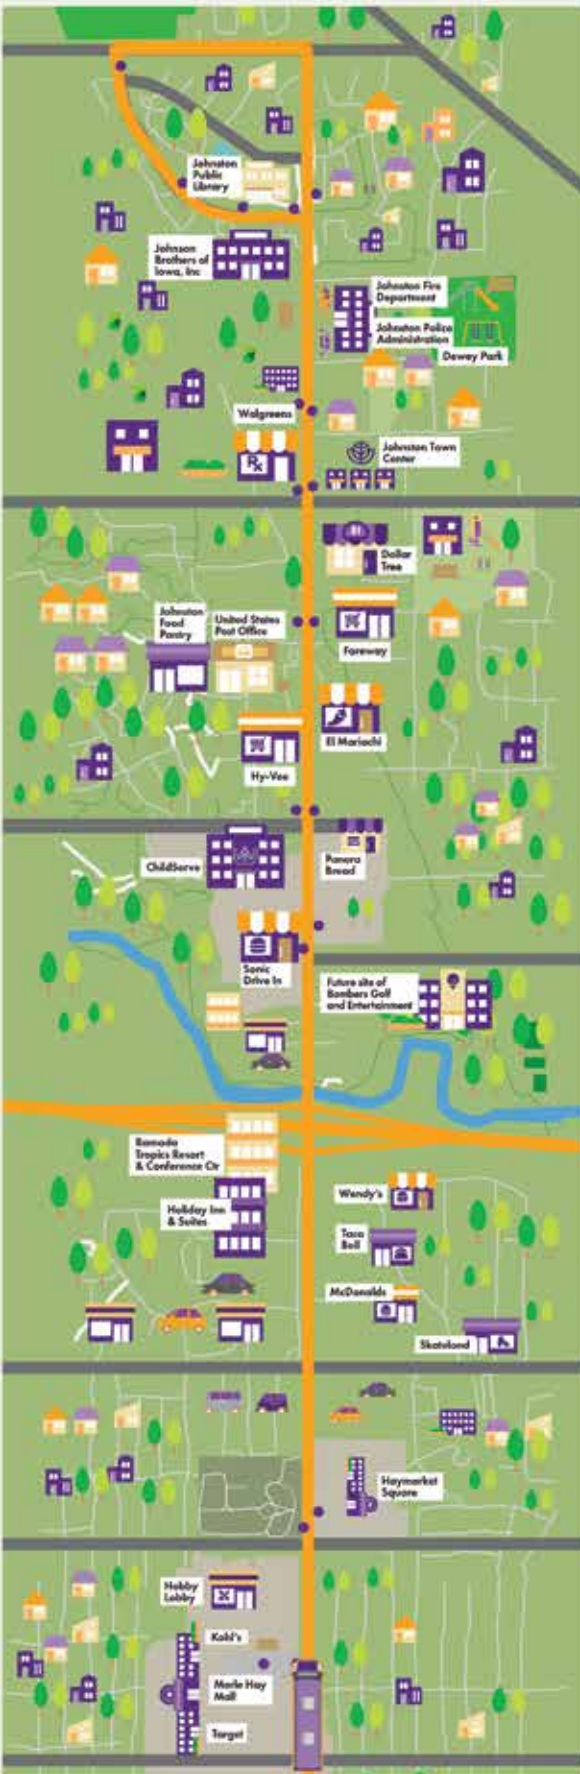 Johnston
Public
Library
Johnson
Brothers of
Iowa, Inc
Johnston Fire
Department
Johnston Police
Administration
Dewey Park
Walgreens
Rx
Johnston Town
Center
Dollar
Tree
Johnston
Food
Pantry
United States
Post Office
Fareway
El Mariachi
Hy-Vee
ChildServe
Panera
Bread
Sonic
Drive In
Future site of
Bombers Golf
and Entertainment
Ramada
Tropics Resort
& Conference Ctr
Holiday Inn
& Suites
Wendy's
Taco
Bell
McDonalds
Skateland
Haymarket
Square
Hobby
Lobby
Kohl's
Merle Hay
Mall
Target